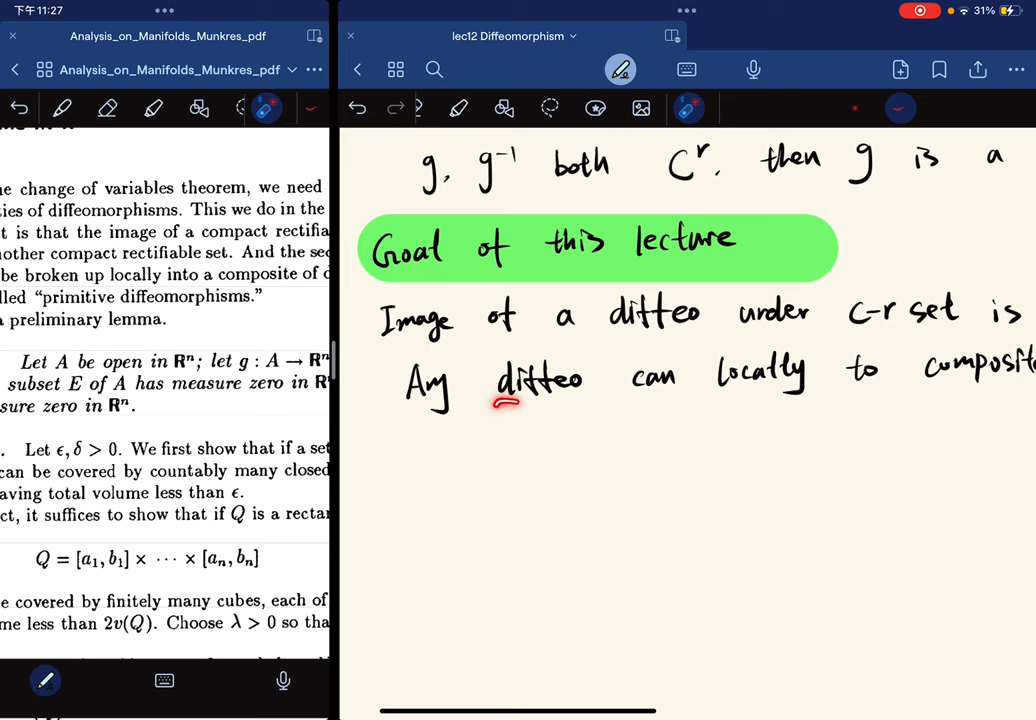 下午11:27
31%
Analysis_on_Manifolds_Munkres_pdf
lec12 Diffeomorphism
Analysis_on_Manifolds_Munkres_pdf
he change of variables theorem, we need
ties of diffeomorphisms. This we do in the
t is that the image of a compact rectifia
nother compact rectifiable set. And the sec
be broken up locally into a composite of d
lled “primitive diffeomorphisms.”
a preliminary lemma.
Let A be open in Rⁿ; let g : A → Rⁿ
subset E of A has measure zero in Rⁿ
sure zero in Rⁿ.
. Let ϵ, δ > 0. We first show that if a set
can be covered by countably many closed
aving total volume less than ϵ.
ct, it suffices to show that if Q is a rectan
Q = [a₁, b₁] × ⋯ × [aₙ, bₙ]
e covered by finitely many cubes, each of
me less than 2v(Q). Choose λ > 0 so tha
g, g⁻¹ both Cʳ. then g is a
Goal of this lecture
Image of a diffeo under c-r set is
Any diffeo can locally to composite